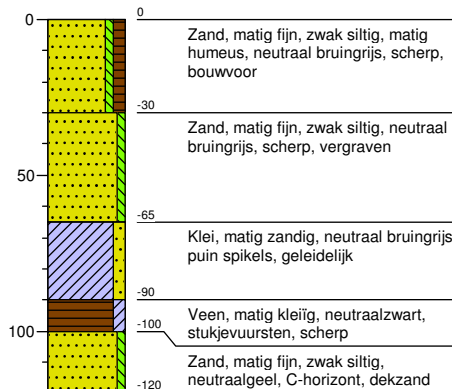 0
0
Zand, matig fijn, zwak siltig, matig
humeus, neutraal bruingrijs, scherp,
bouwvoor
-30
Zand, matig fijn, zwak siltig, neutraal
bruingrijs, scherp, vergraven
50
-65
Klei, matig zandig, neutraal bruingrijs
puin spikels, geleidelijk
-90
Veen, matig kleiïg, neutraalzwart,
stukjevuursten, scherp
100
-100
Zand, matig fijn, zwak siltig,
neutraalgeel, C-horizont, dekzand
-120